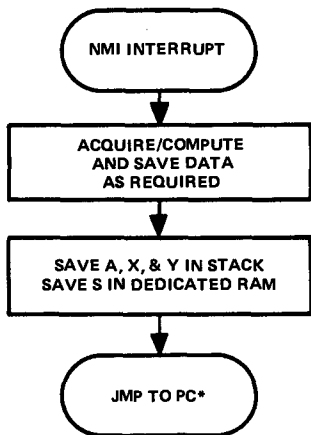 NMI INTERRUPT
ACQUIRE/COMPUTE
AND SAVE DATA
AS REQUIRED
SAVE A, X, & Y IN STACK
SAVE S IN DEDICATED RAM
JMP TO PC*